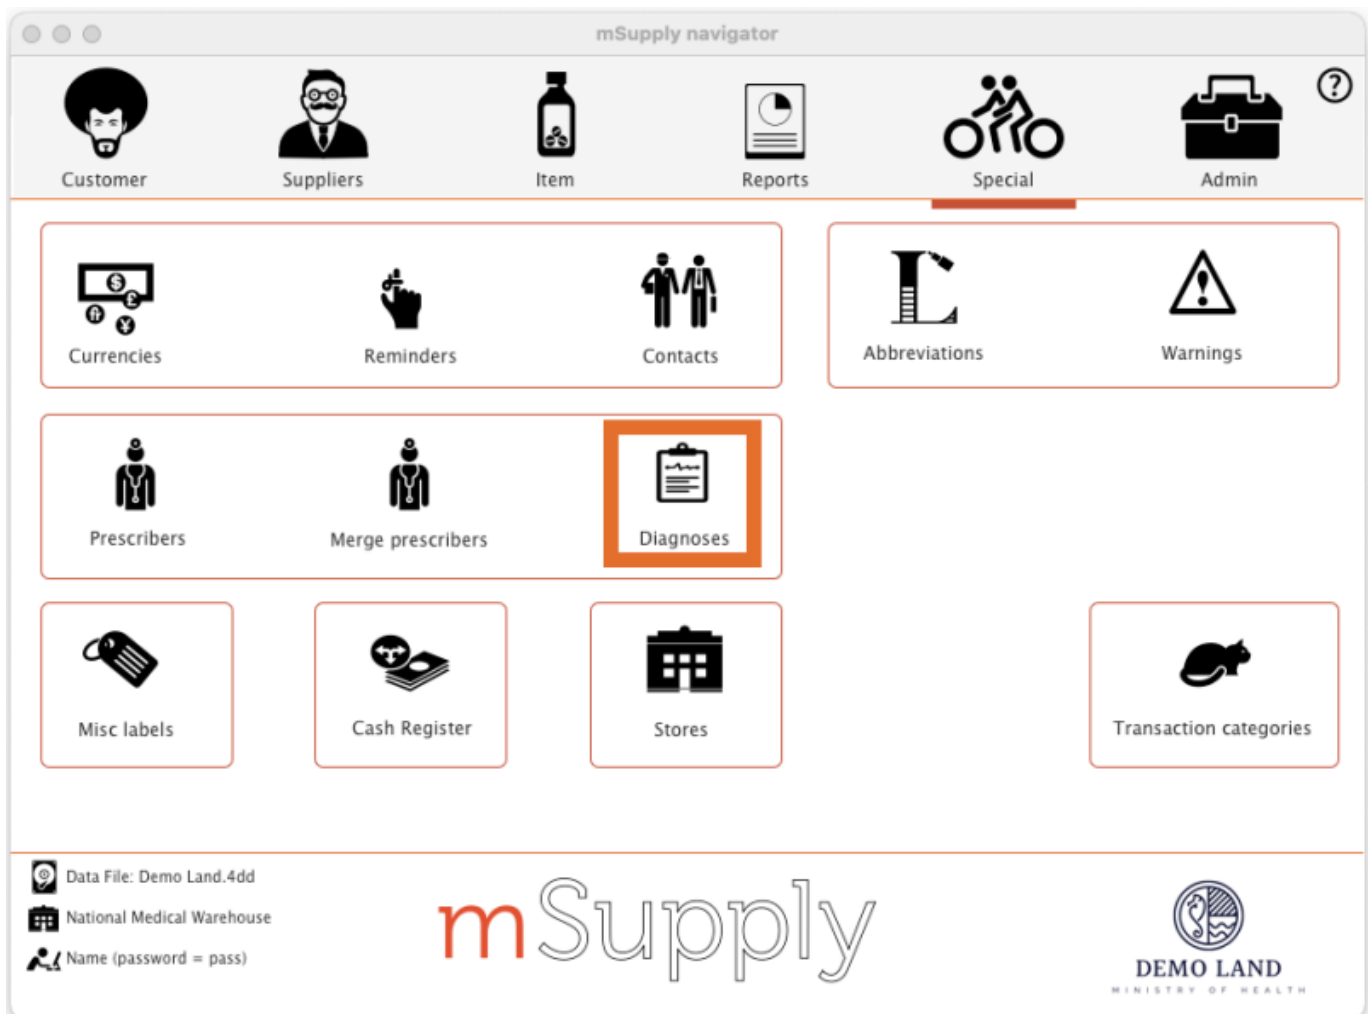 mSupply navigator
?
Customer Suppliers Item Reports Special Admin
$ £ ¥
Currencies Reminders Contacts
Abbreviations Warnings
Prescribers Merge prescribers Diagnoses
Misc labels Cash Register Stores Transaction categories
Data File: Demo Land.4dd
National Medical Warehouse
Name (password = pass)
mSupply
DEMO LAND
MINISTRY OF HEALTH